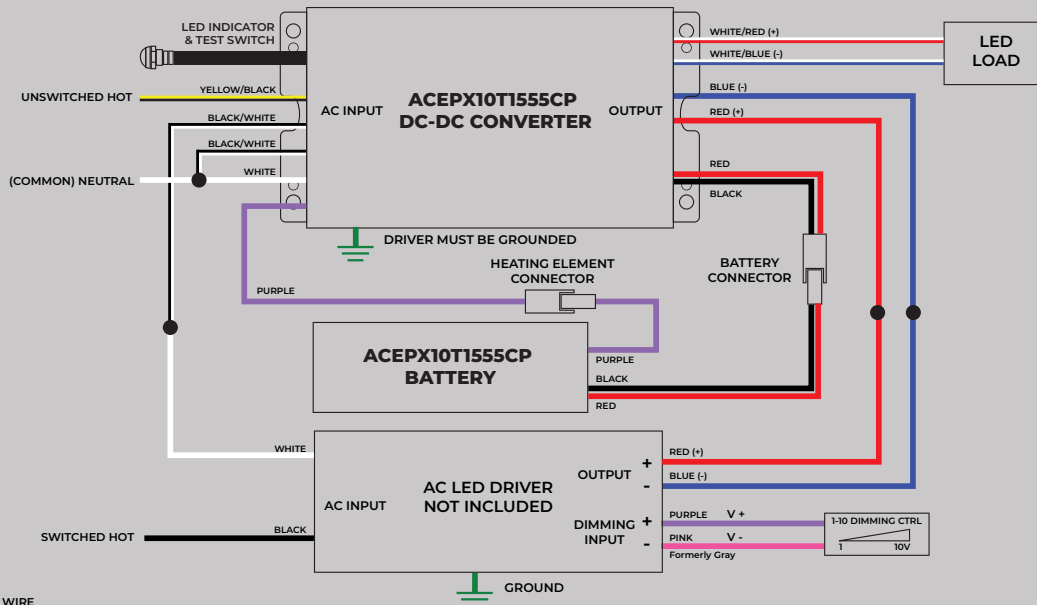 LED INDICATOR
& TEST SWITCH
WHITE/RED (+)
LED
LOAD
WHITE/BLUE (-)
UNSWITCHED HOT
YELLOW/BLACK
AC INPUT
ACEPX10T1555CP
DC-DC CONVERTER
OUTPUT
BLUE (-)
BLACK/WHITE
RED (+)
BLACK/WHITE
(COMMON) NEUTRAL
WHITE
RED
BLACK
DRIVER MUST BE GROUNDED
HEATING ELEMENT
CONNECTOR
BATTERY
CONNECTOR
PURPLE
ACEPX10T1555CP
BATTERY
PURPLE
BLACK
RED
WHITE
AC INPUT
AC LED DRIVER
NOT INCLUDED
OUTPUT
+
-
RED (+)
BLUE (-)
DIMMING
INPUT
+
-
PURPLE V +
PINK V -
Formerly Gray
1-10 DIMMING CTRL
1 10V
SWITCHED HOT
BLACK
GROUND
WIRE